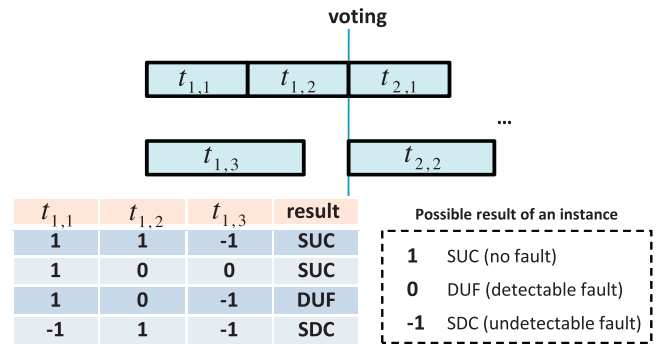 voting
t1,1 t1,2 t2,1
...
t1,3 t2,2
t1,1 t1,2 t1,3 result
1 1 -1 SUC
1 0 0 SUC
1 0 -1 DUF
-1 1 -1 SDC
Possible result of an instance
1 SUC (no fault)
0 DUF (detectable fault)
-1 SDC (undetectable fault)